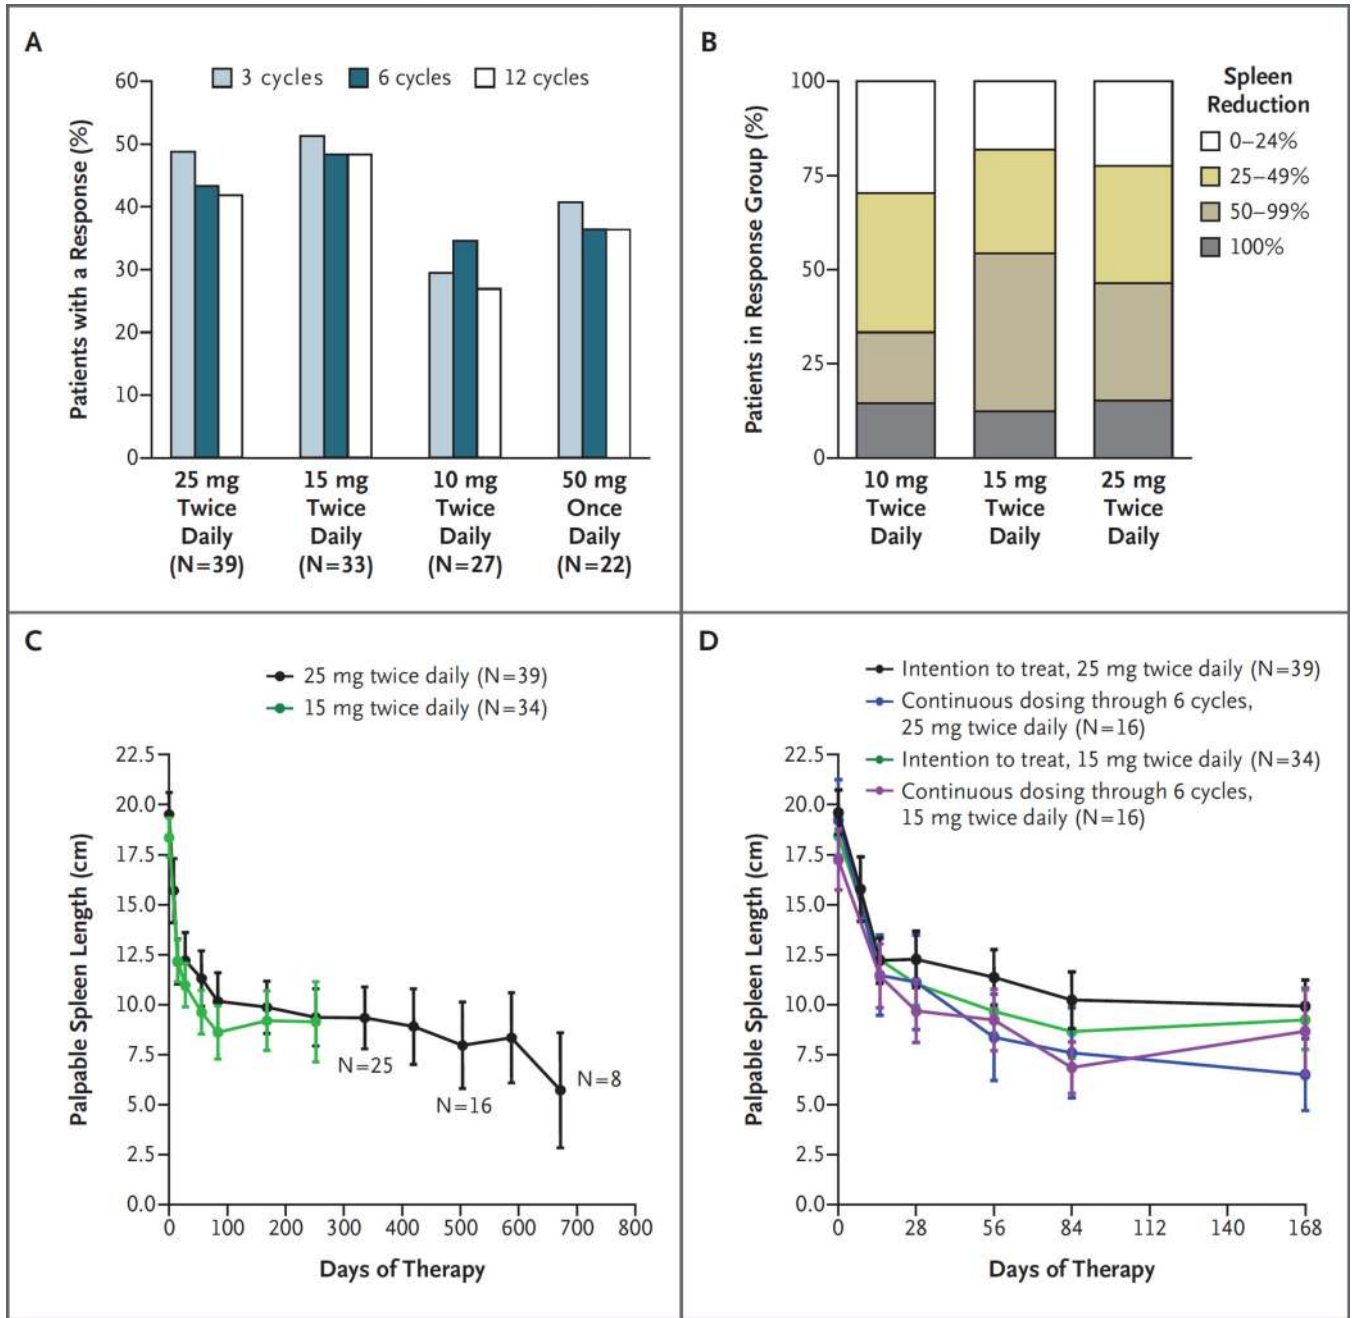 A
3 cycles
6 cycles
12 cycles
Patients with a Response (%)
60
50
40
30
20
10
0
25 mg
Twice
Daily
(N=39)
15 mg
Twice
Daily
(N=33)
10 mg
Twice
Daily
(N=27)
50 mg
Once
Daily
(N=22)
B
Spleen
Reduction
0–24%
25–49%
50–99%
100%
Patients in Response Group (%)
100
75
50
25
0
10 mg
Twice
Daily
15 mg
Twice
Daily
25 mg
Twice
Daily
C
25 mg twice daily (N=39)
15 mg twice daily (N=34)
Palpable Spleen Length (cm)
22.5
20.0
17.5
15.0
12.5
10.0
7.5
5.0
2.5
0.0
N=25
N=16
N=8
0 100 200 300 400 500 600 700 800
Days of Therapy
D
Intention to treat, 25 mg twice daily (N=39)
Continuous dosing through 6 cycles,
25 mg twice daily (N=16)
Intention to treat, 15 mg twice daily (N=34)
Continuous dosing through 6 cycles,
15 mg twice daily (N=16)
Palpable Spleen Length (cm)
22.5
20.0
17.5
15.0
12.5
10.0
7.5
5.0
2.5
0.0
0 28 56 84 112 140 168
Days of Therapy